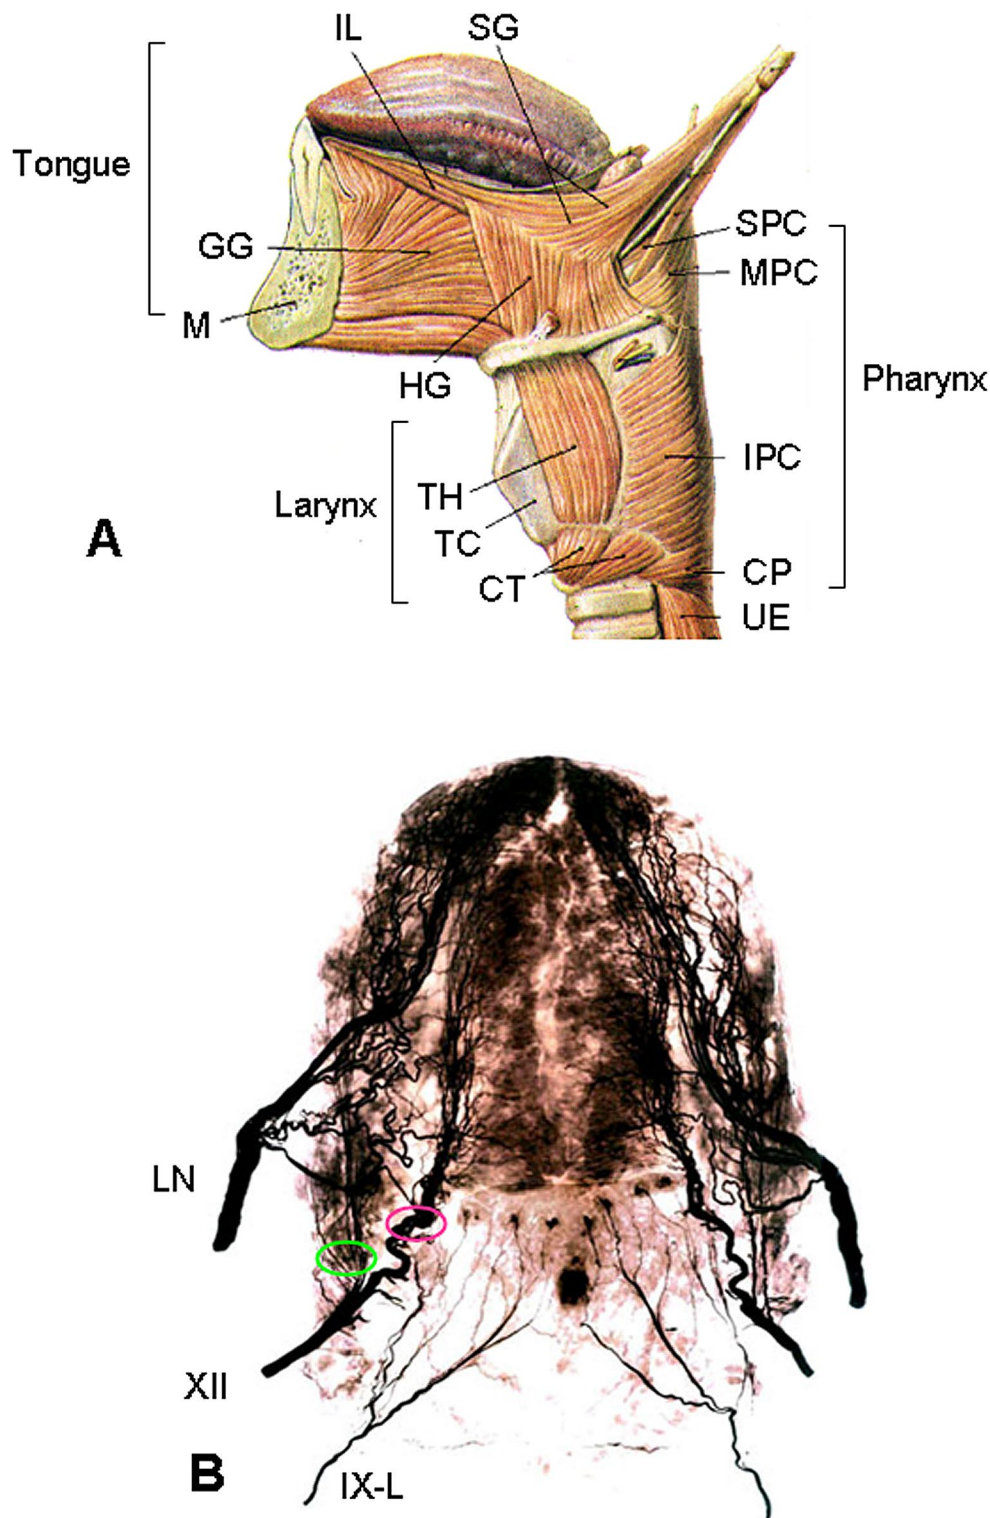 IL
SG
Tongue
SPC
GG
MPC
M
HG
Pharynx
IPC
TH
Larynx
TC
A
CP
CT
UE
LN
XII
B
IX-L